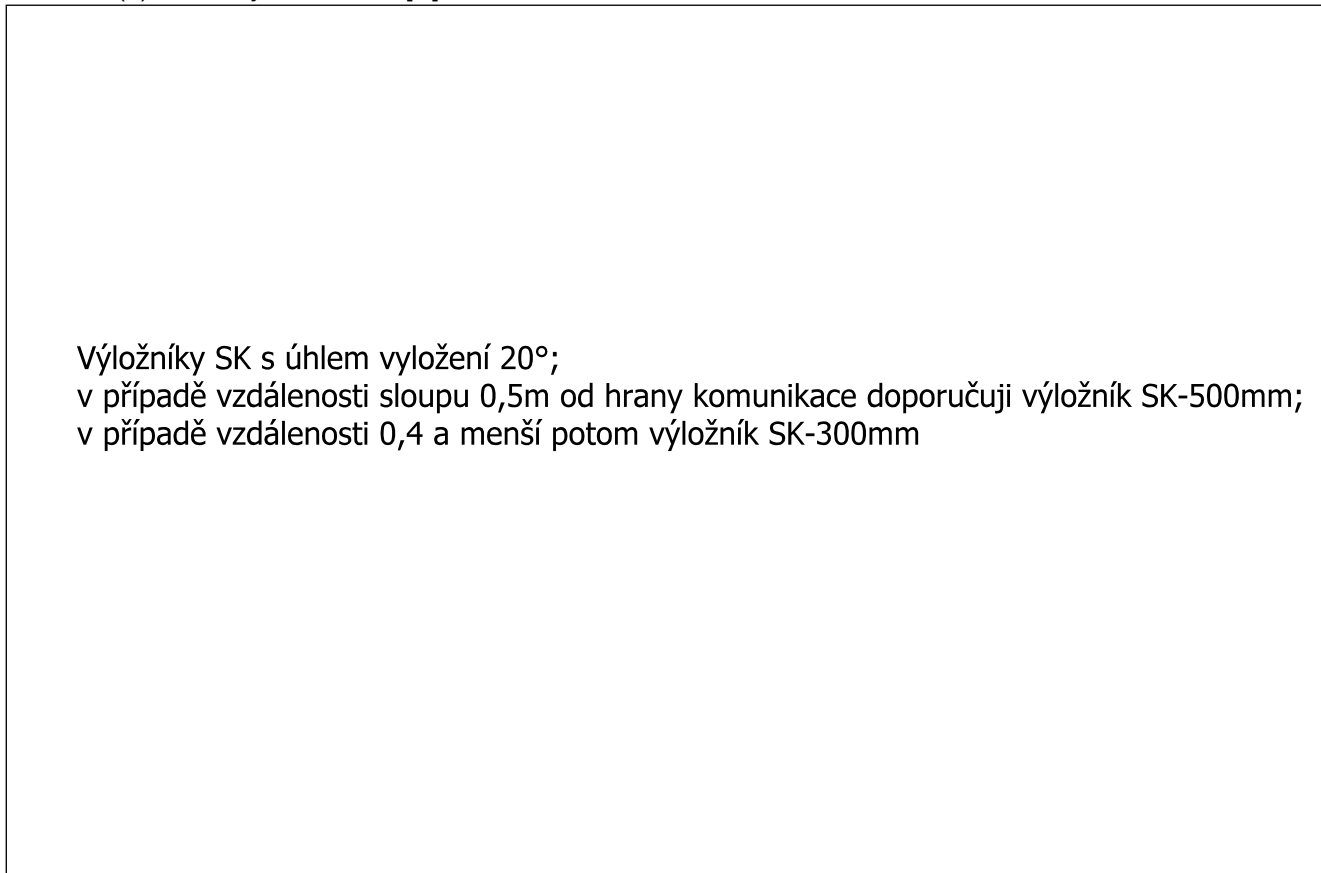 Výložníky SK s úhlem vyložení 20°;
v případě vzdálenosti sloupu 0,5m od hrany komunikace doporučuji výložník SK-500mm;
v případě vzdálenosti 0,4 a menší potom výložník SK-300mm